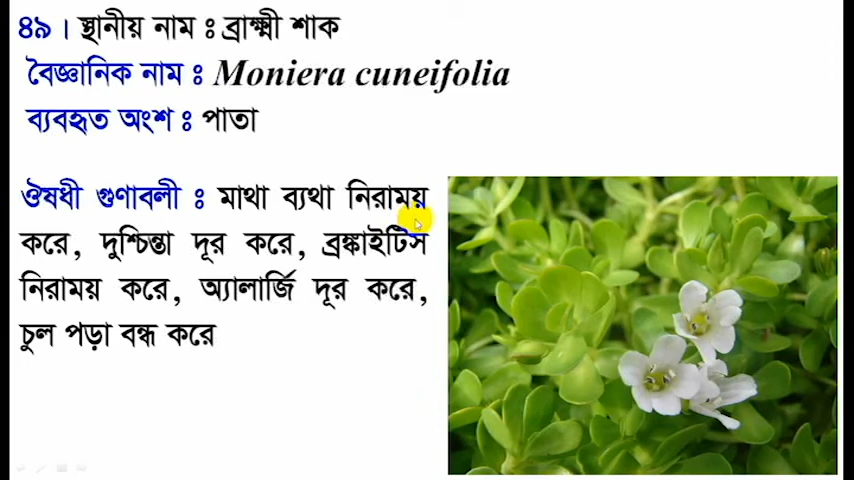 ৪৯। স্থানীয় নাম ঃ ব্রাহ্মী শাক
বৈজ্ঞানিক নাম ঃ Moniera cuneifolia
ব্যবহৃত অংশ ঃ পাতা
ঔষধী গুণাবলী ঃ মাথা ব্যথা নিরাময়
করে, দুশ্চিন্তা দূর করে, ব্রঙ্কাইটিস
নিরাময় করে, অ্যালার্জি দূর করে,
চুল পড়া বন্ধ করে